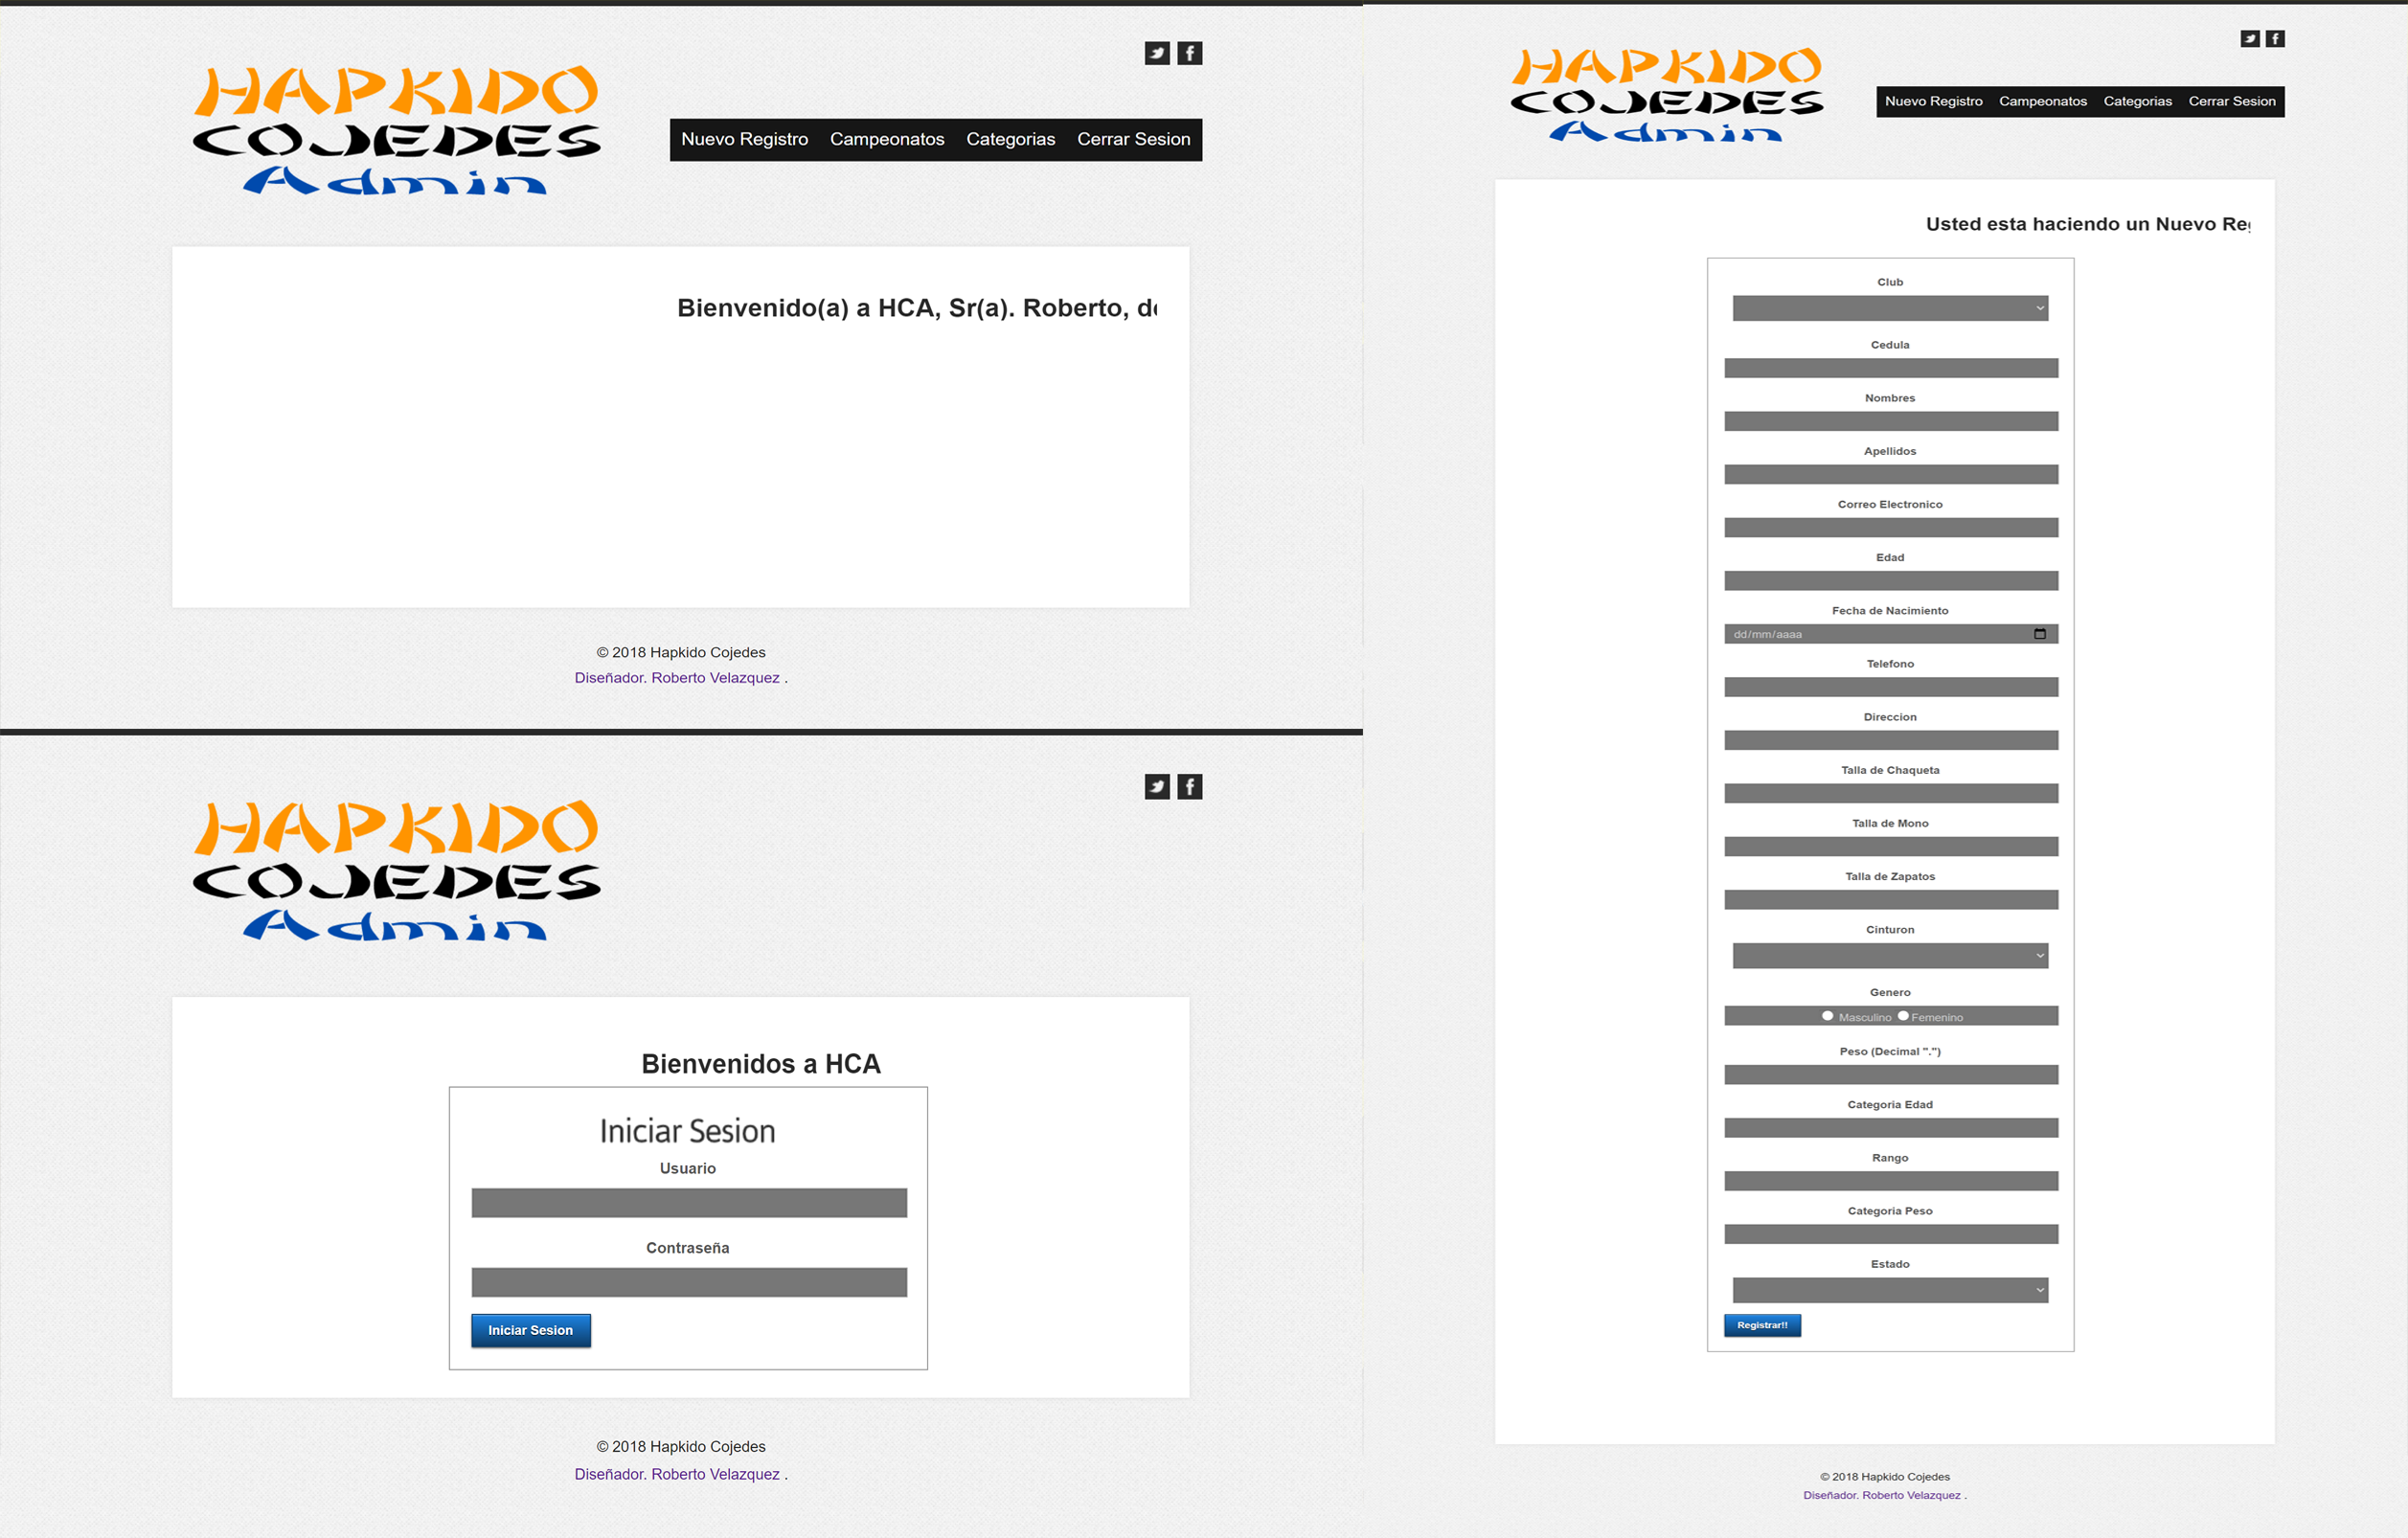 HAPKIDO
COJEDES
Admin
Nuevo Registro Campeonatos Categorias Cerrar Sesion
Bienvenido(a) a HCA, Sr(a). Roberto,
© 2018 Hapkido Cojedes
Diseñador. Roberto Velazquez .
HAPKIDO
COJEDES
Admin
Bienvenidos a HCA
Iniciar Sesion
Usuario
Contraseña
Iniciar Sesion
© 2018 Hapkido Cojedes
Diseñador. Roberto Velazquez .
HAPKIDO
COJEDES
Admin
Nuevo Registro Campeonatos Categorias Cerrar Sesion
Usted esta haciendo un Nuevo
Club
Cedula
Nombres
Apellidos
Correo Electronico
Edad
Fecha de Nacimiento
dd/mm/aaaa
Telefono
Direccion
Talla de Chaqueta
Talla de Mono
Talla de Zapatos
Cinturon
Genero
Masculino Femenino
Peso (Decimal ".")
Categoria Edad
Rango
Categoria Peso
Estado
Registrar!!
© 2018 Hapkido Cojedes
Diseñador. Roberto Velazquez .